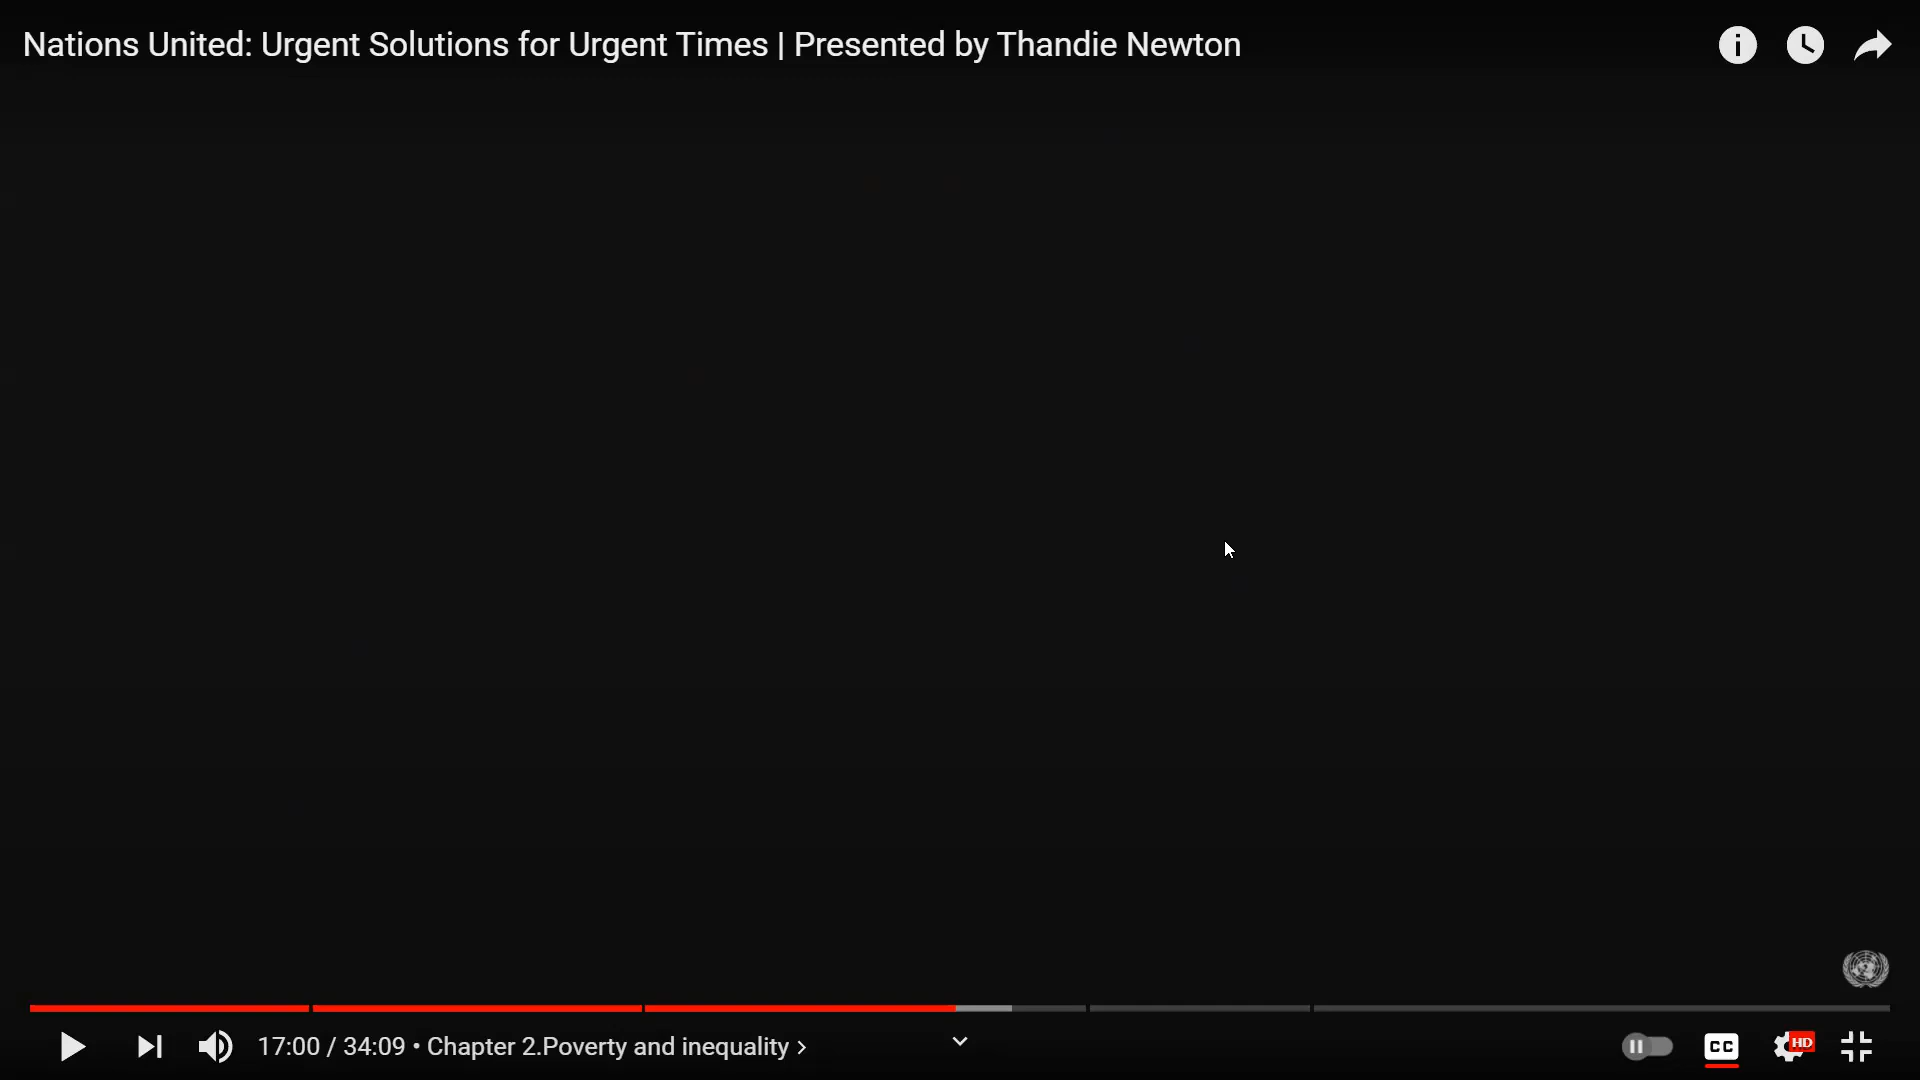 Nations United: Urgent Solutions for Urgent Times | Presented by Thandie Newton
17:00 / 34:09 • Chapter 2.Poverty and inequality >
CC
HD